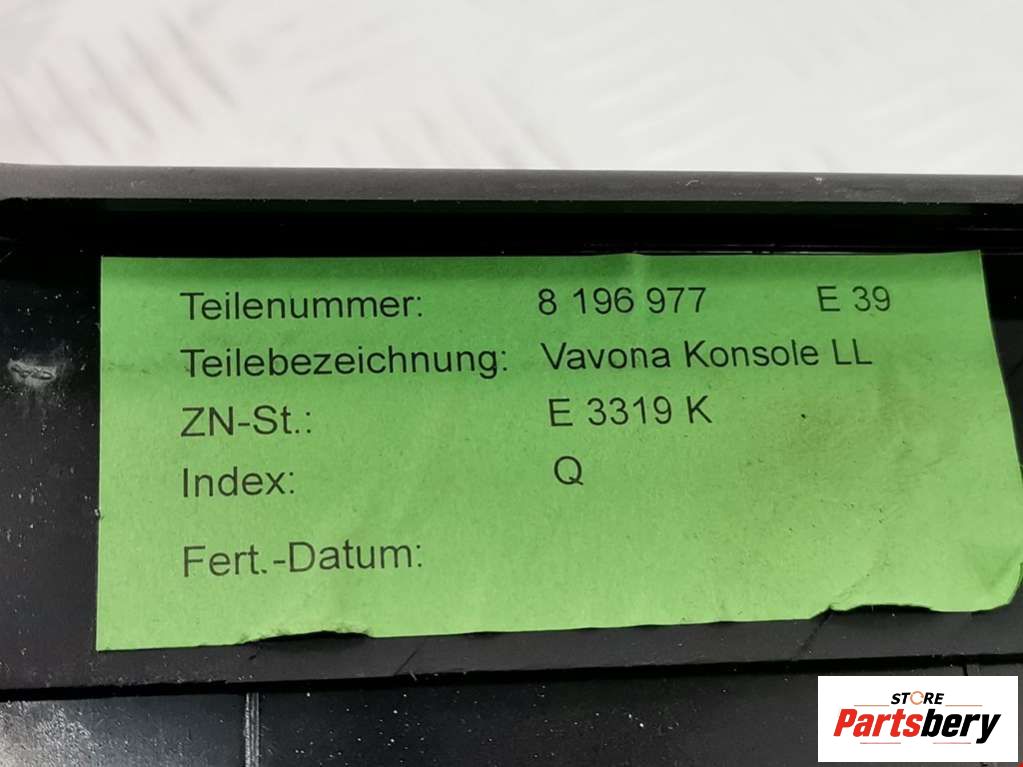 Teilenummer: 8 196 977 E 39
Teilebezeichnung: Vavona Konsole LL
ZN-St.: E 3319 K
Index: Q
Fert.-Datum:
STORE
Partsbery